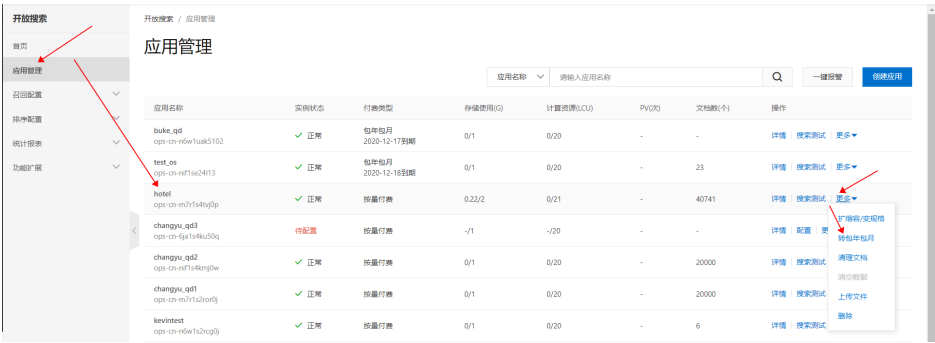 开放搜索
首页
应用管理
召回配置
排序配置
统计报表
功能扩展
开放搜索 / 应用管理
应用管理
应用名称 请输入应用名称 一键报警 创建应用
应用名称 实例状态 付费类型 存储使用(G) 计算资源(LCU) PV(次) 文档数(个) 操作
buke_qd
ops-cn-n6w1uak5102
正常 包年包月
2020-12-17到期
0/1 0/20 - - 详情 搜索测试 更多
test_os
ops-cn-nif1se24l13
正常 包年包月
2020-12-18到期
0/1 0/20 - 23 详情 搜索测试 更多
hotel
ops-cn-m7r1s4tvj0p
正常 按量付费 0.22/2 0/21 - 40741 详情 搜索测试 更多
changyu_qd3
ops-cn-6ja1s4ku50q
待配置 按量付费 -/1 -/20 - - 详情 配置 更
changyu_qd2
ops-cn-nif1s4kmj0w
正常 按量付费 0/1 0/20 - 20000 详情 搜索测试
changyu_qd1
ops-cn-m7r1s2ror0j
正常 按量付费 0/1 0/20 - 20000 详情 搜索测试
kevintest
ops-cn-n6w1s2rcg0j
正常 按量付费 0/1 0/20 - 6 详情 搜索测试
扩缩容/变规格
转包年包月
清理文档
清空数据
上传文件
删除